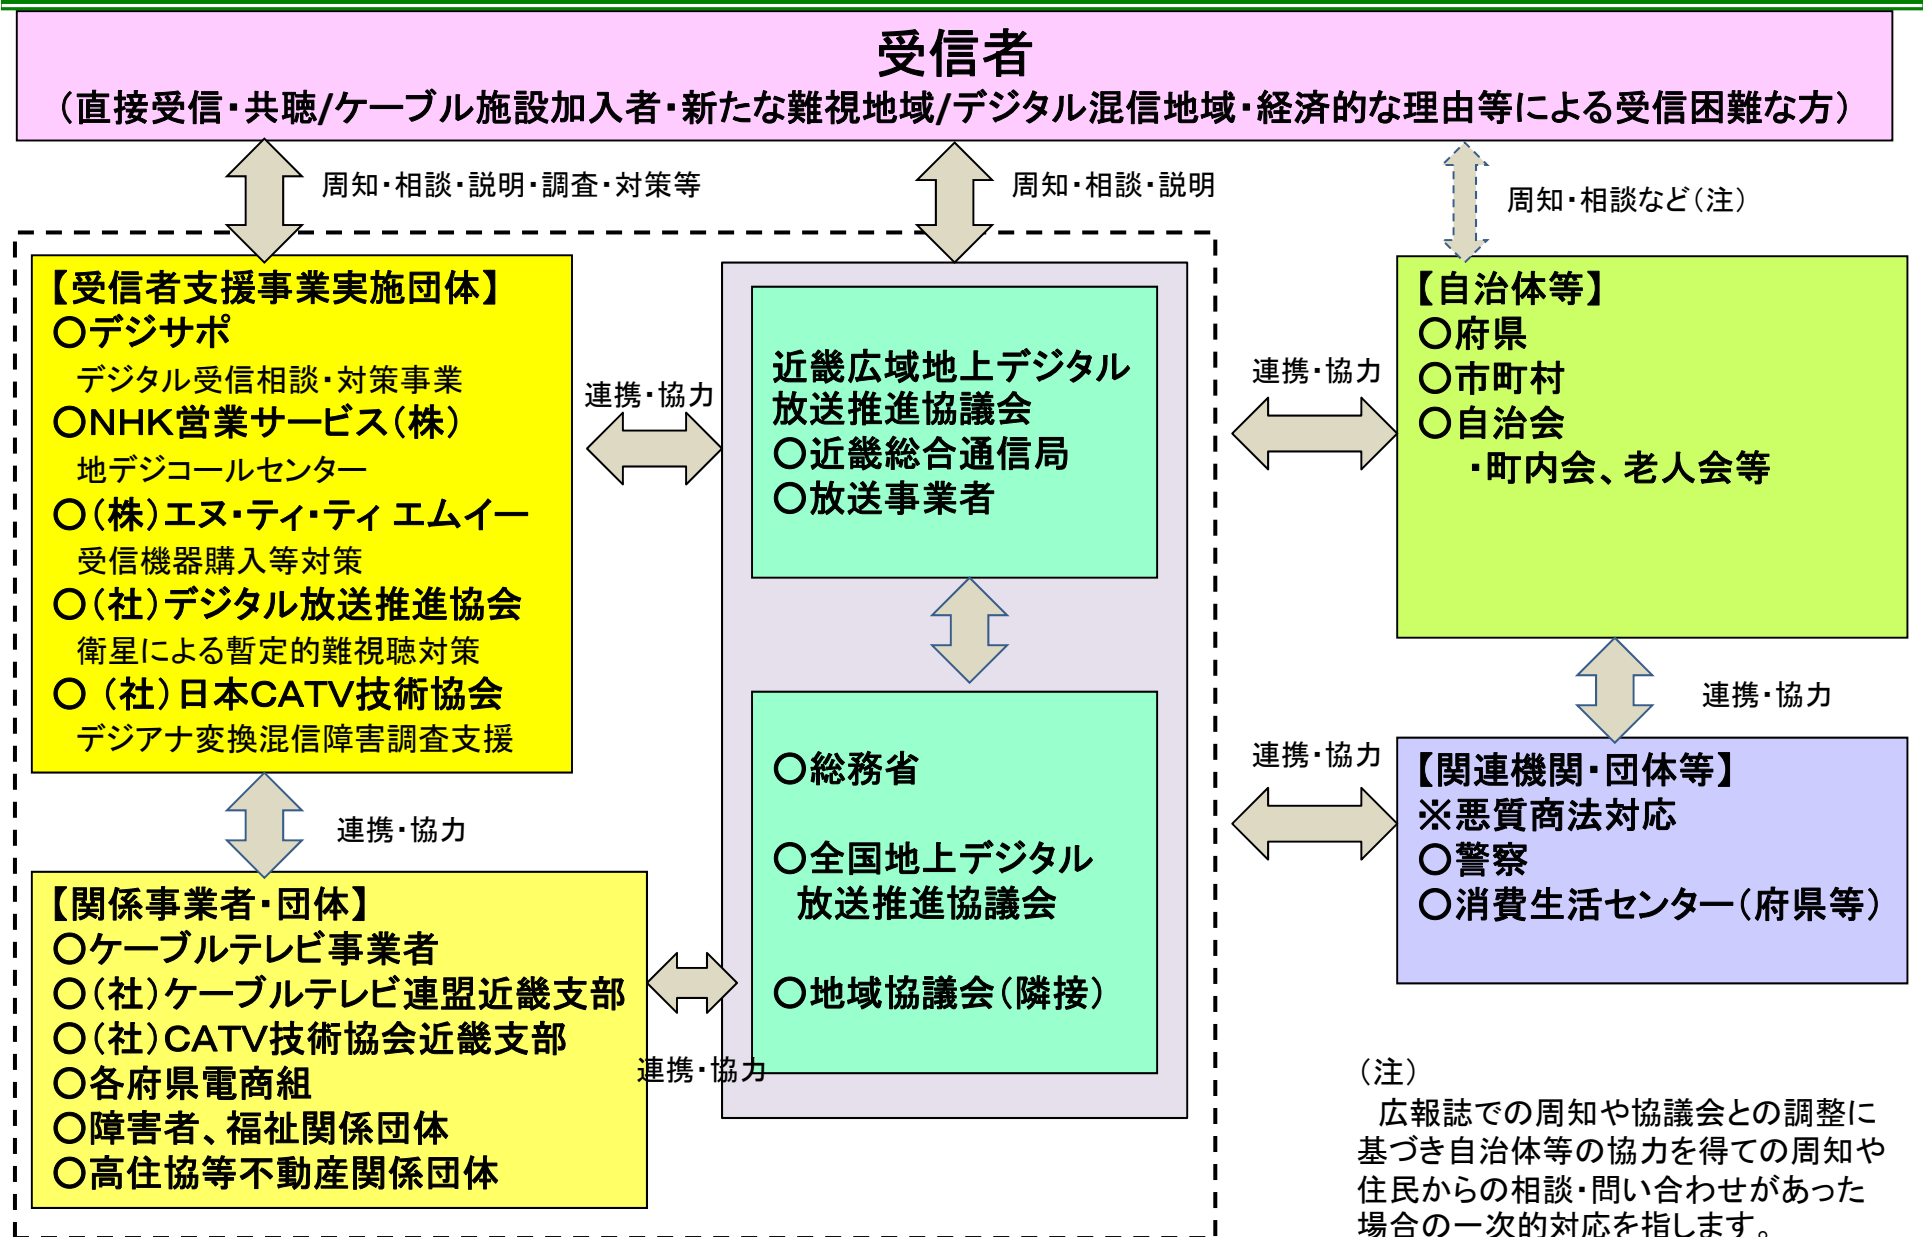 受信者
（直接受信・共聴/ケーブル施設加入者・新たな難視地域/デジタル混信地域・経済的な理由等による受信困難な方）
周知・相談・説明・調査・対策等
周知・相談・説明
周知・相談など（注）
【受信者支援事業実施団体】
○デジサポ
デジタル受信相談・対策事業
○NHK営業サービス（株）
地デジコールセンター
○（株）エヌ・ティ・ティ エムイー
受信機器購入等対策
○（社）デジタル放送推進協会
衛星による暫定的難視聴対策
○（社）日本CATV技術協会
デジアナ変換混信障害調査支援
連携・協力
近畿広域地上デジタル
放送推進協議会
○近畿総合通信局
○放送事業者
連携・協力
【自治体等】
○府県
○市町村
○自治会
・町内会、老人会等
連携・協力
連携・協力
【関係事業者・団体】
○ケーブルテレビ事業者
○（社）ケーブルテレビ連盟近畿支部
○（社）CATV技術協会近畿支部
○各府県電商組
○障害者、福祉関係団体
○高住協等不動産関係団体
連携・協力
○総務省
○全国地上デジタル
放送推進協議会
○地域協議会（隣接）
連携・協力
【関連機関・団体等】
※悪質商法対応
○警察
○消費生活センター（府県等）
（注）
広報誌での周知や協議会との調整に
基づき自治体等の協力を得ての周知や
住民からの相談・問い合わせがあった
場合の一次的対応を指します。